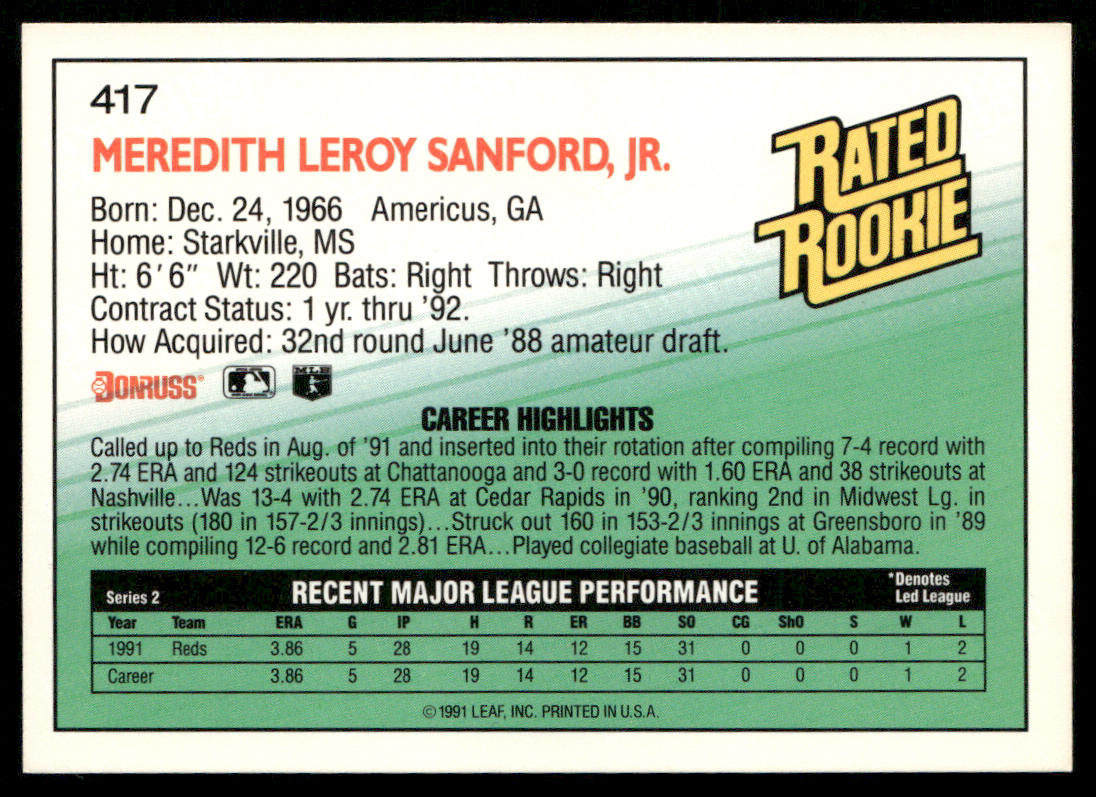 417
MEREDITH LEROY SANFORD, JR.
RATED
ROOKIE
Born: Dec. 24, 1966 Americus, GA
Home: Starkville, MS
Ht: 6' 6" Wt: 220 Bats: Right Throws: Right
Contract Status: 1 yr. thru '92.
How Acquired: 32nd round June '88 amateur draft.
DONRUSS® MLB
CAREER HIGHLIGHTS
Called up to Reds in Aug. of '91 and inserted into their rotation after compiling 7-4 record with
2.74 ERA and 124 strikeouts at Chattanooga and 3-0 record with 1.60 ERA and 38 strikeouts at
Nashville...Was 13-4 with 2.74 ERA at Cedar Rapids in '90, ranking 2nd in Midwest Lg. in
strikeouts (180 in 157-2/3 innings)...Struck out 160 in 153-2/3 innings at Greensboro in '89
while compiling 12-6 record and 2.81 ERA...Played collegiate baseball at U. of Alabama.
Series 2 RECENT MAJOR LEAGUE PERFORMANCE *Denotes
Led League
Year Team ERA G IP H R ER BB SO CG ShO S W L
1991 Reds 3.86 5 28 19 14 12 15 31 0 0 0 1 2
Career 3.86 5 28 19 14 12 15 31 0 0 0 1 2
©1991 LEAF, INC. PRINTED IN U.S.A.